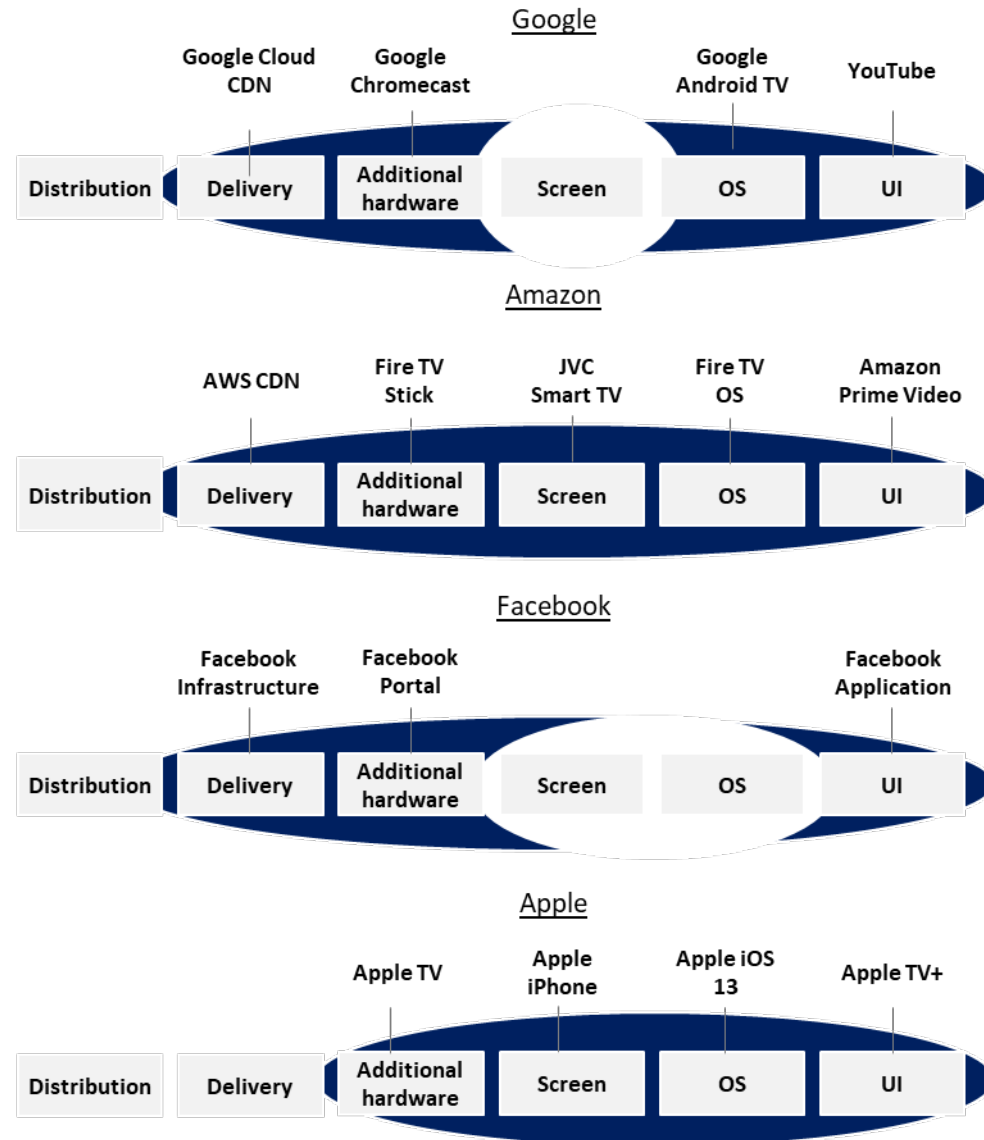 Google
Google Cloud
CDN
Google
Chromecast
Google
Android TV
YouTube
Distribution
Delivery
Additional
hardware
Screen
OS
UI
Amazon
AWS CDN
Fire TV
Stick
JVC
Smart TV
Fire TV
OS
Amazon
Prime Video
Distribution
Delivery
Additional
hardware
Screen
OS
UI
Facebook
Facebook
Infrastructure
Facebook
Portal
Facebook
Application
Distribution
Delivery
Additional
hardware
Screen
OS
UI
Apple
Apple TV
Apple
iPhone
Apple iOS
13
Apple TV+
Distribution
Delivery
Additional
hardware
Screen
OS
UI